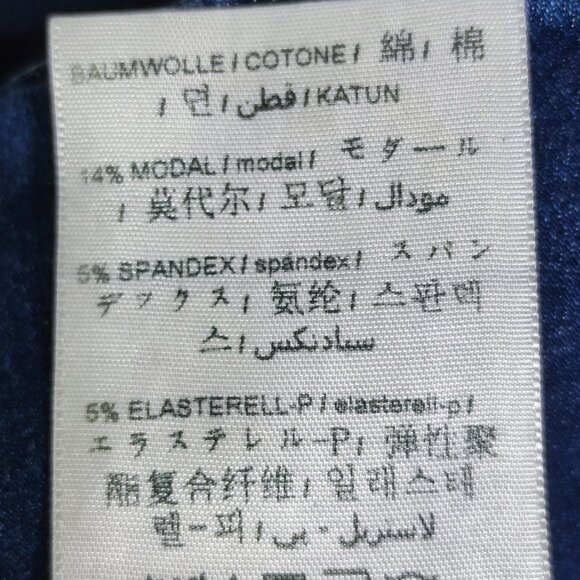 BAUMWOLLE / COTONE / 綿 / 棉
/ 면 / قطن / KATUN
14% MODAL / modal / モダール
/ 莫代尔 / 모달 / مودال
5% SPANDEX / spándex / スパン
デックス / 氨纶 / 스판덱
스 / سبادنكس
5% ELASTERELL-P / elasterell-p /
エラステレル-P / 弹性聚
酯复合纤维 / 일래스테
렐-피 / لاستريل - بي